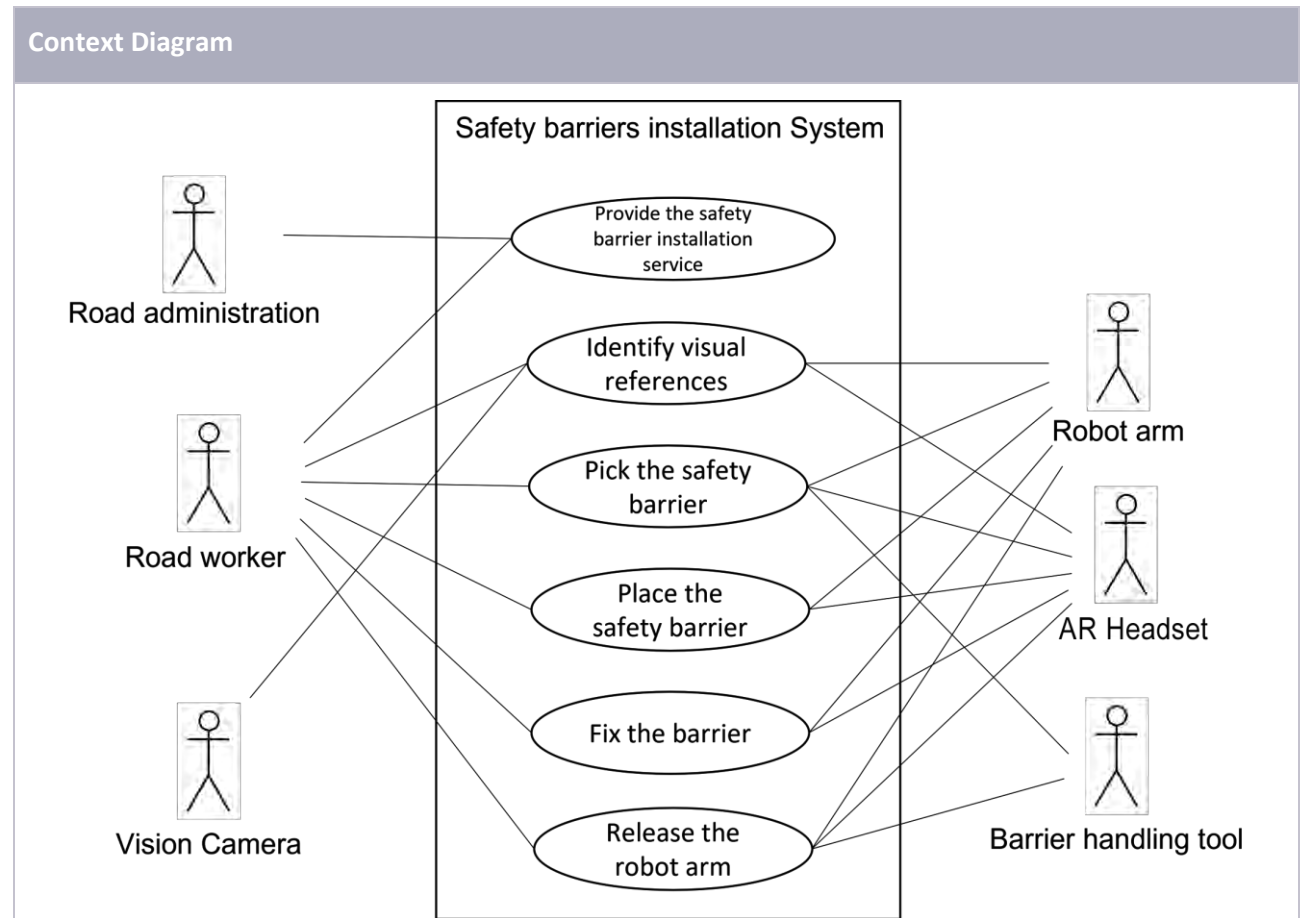 Context Diagram
Safety barriers installation System
Provide the safety
barrier installation
service
Road administration
Identify visual
references
Robot arm
Pick the safety
barrier
Road worker
AR Headset
Place the
safety barrier
Fix the barrier
Vision Camera
Barrier handling tool
Release the
robot arm